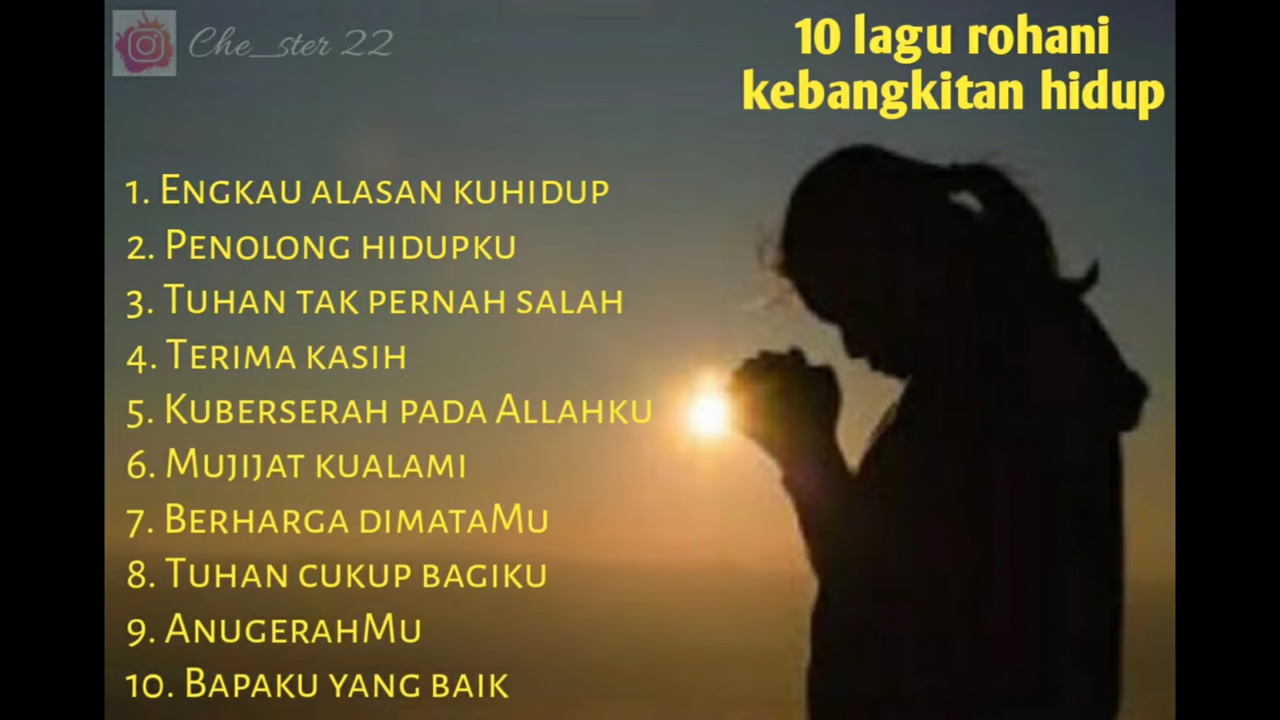 Che_ster 22
10 lagu rohani
kebangkitan hidup
1. Engkau alasan kuhidup
2. Penolong hidupku
3. Tuhan tak pernah salah
4. Terima kasih
5. Kuberserah pada Allahku
6. Mujijat kualami
7. Berharga dimataMu
8. Tuhan cukup bagiku
9. AnugerahMu
10. Bapaku yang baik